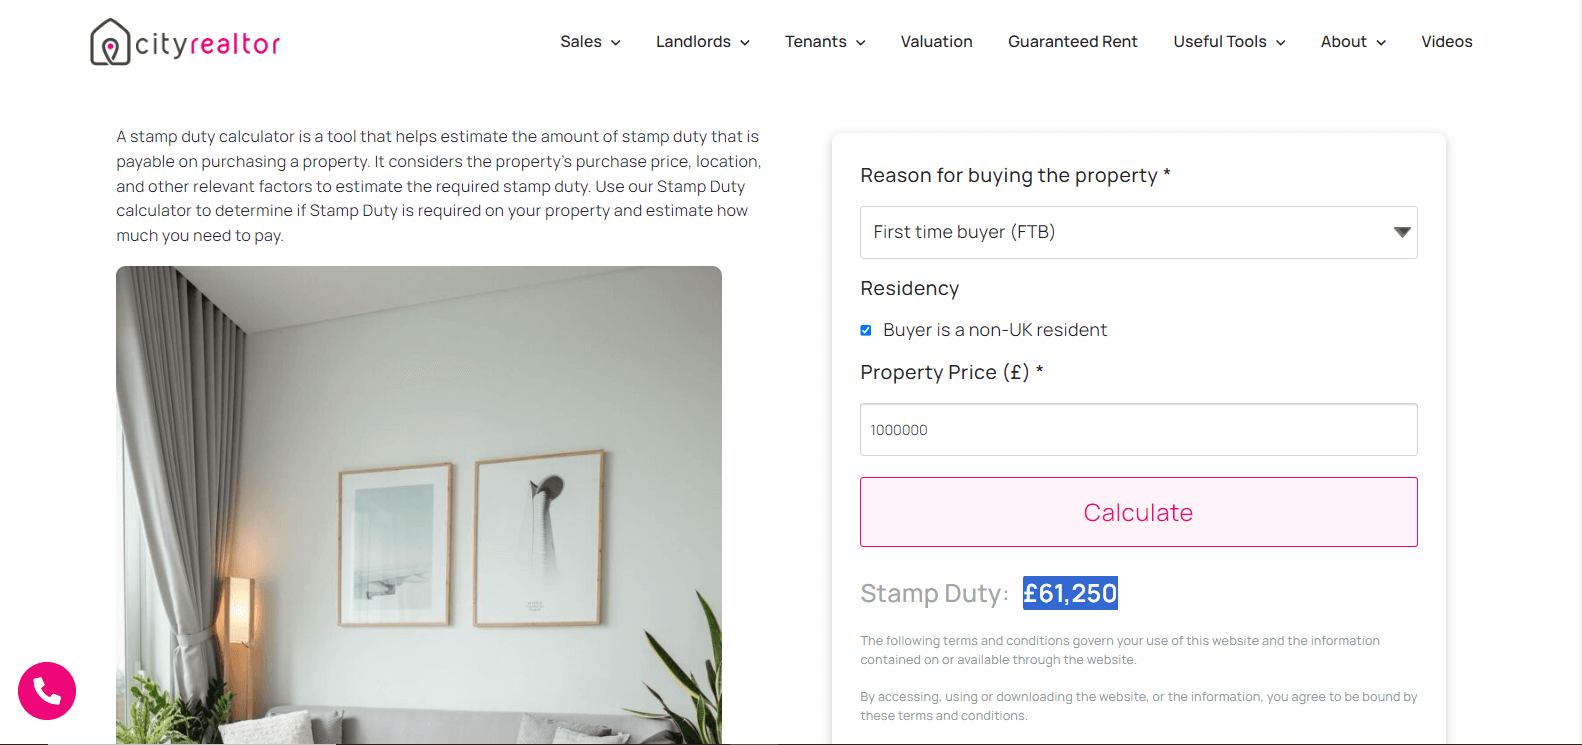 cityrealtor
Sales
Landlords
Tenants
Valuation
Guaranteed Rent
Useful Tools
About
Videos
A stamp duty calculator is a tool that helps estimate the amount of stamp duty that is
payable on purchasing a property. It considers the property's purchase price, location,
and other relevant factors to estimate the required stamp duty. Use our Stamp Duty
calculator to determine if Stamp Duty is required on your property and estimate how
much you need to pay.
Reason for buying the property *
First time buyer (FTB)
Residency
Buyer is a non-UK resident
Property Price (£) *
1000000
Calculate
Stamp Duty: £61,250
The following terms and conditions govern your use of this website and the information
contained on or available through the website.
By accessing, using or downloading the website, or the information, you agree to be bound by
these terms and conditions.